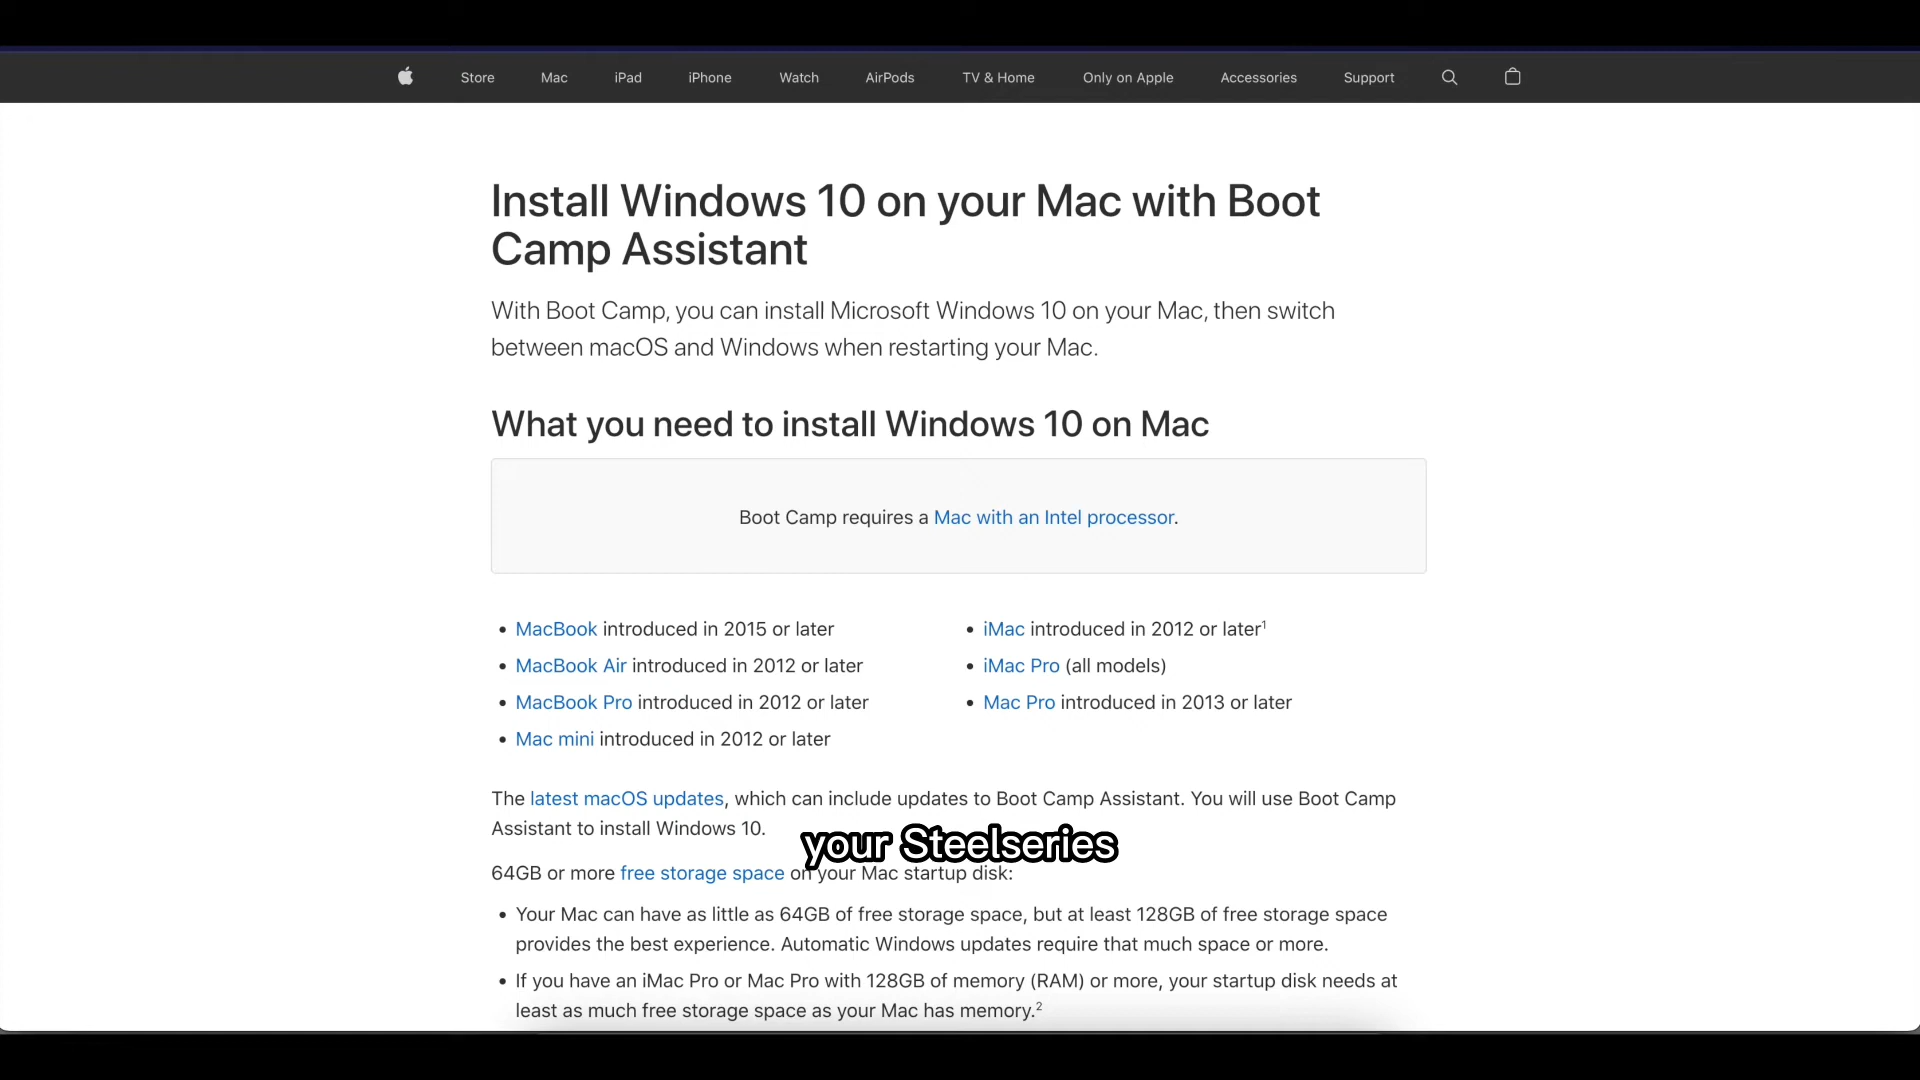 Store Mac iPad iPhone Watch AirPods TV & Home Only on Apple Accessories Support
Install Windows 10 on your Mac with Boot
Camp Assistant
With Boot Camp, you can install Microsoft Windows 10 on your Mac, then switch
between macOS and Windows when restarting your Mac.
What you need to install Windows 10 on Mac
Boot Camp requires a Mac with an Intel processor.
• MacBook introduced in 2015 or later
• MacBook Air introduced in 2012 or later
• MacBook Pro introduced in 2012 or later
• Mac mini introduced in 2012 or later
• iMac introduced in 2012 or later¹
• iMac Pro (all models)
• Mac Pro introduced in 2013 or later
The latest macOS updates, which can include updates to Boot Camp Assistant. You will use Boot Camp
Assistant to install Windows 10.
your Steelseries
64GB or more free storage space on your Mac startup disk:
• Your Mac can have as little as 64GB of free storage space, but at least 128GB of free storage space
provides the best experience. Automatic Windows updates require that much space or more.
• If you have an iMac Pro or Mac Pro with 128GB of memory (RAM) or more, your startup disk needs at
least as much free storage space as your Mac has memory.²